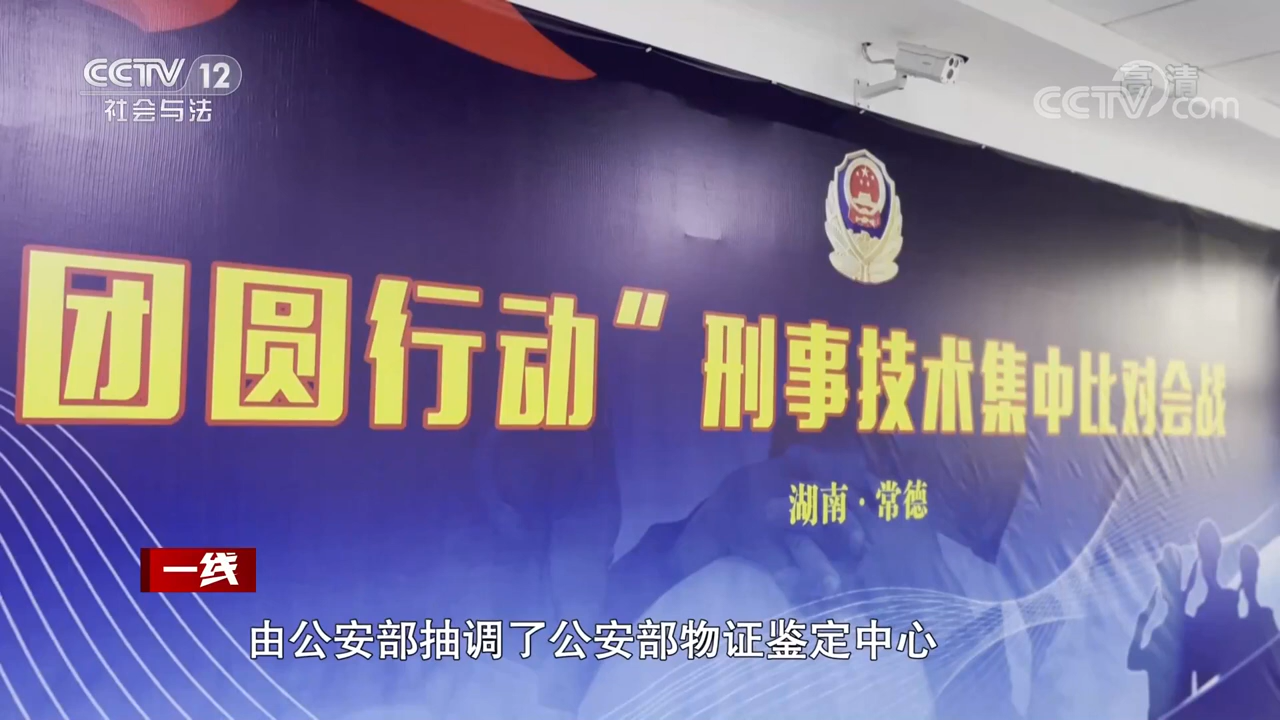 CCTV 12
社会与法
高清
CCTV.com
团圆行动”刑事技术集中比对会战
湖南·常德
一线
由公安部抽调了公安部物证鉴定中心